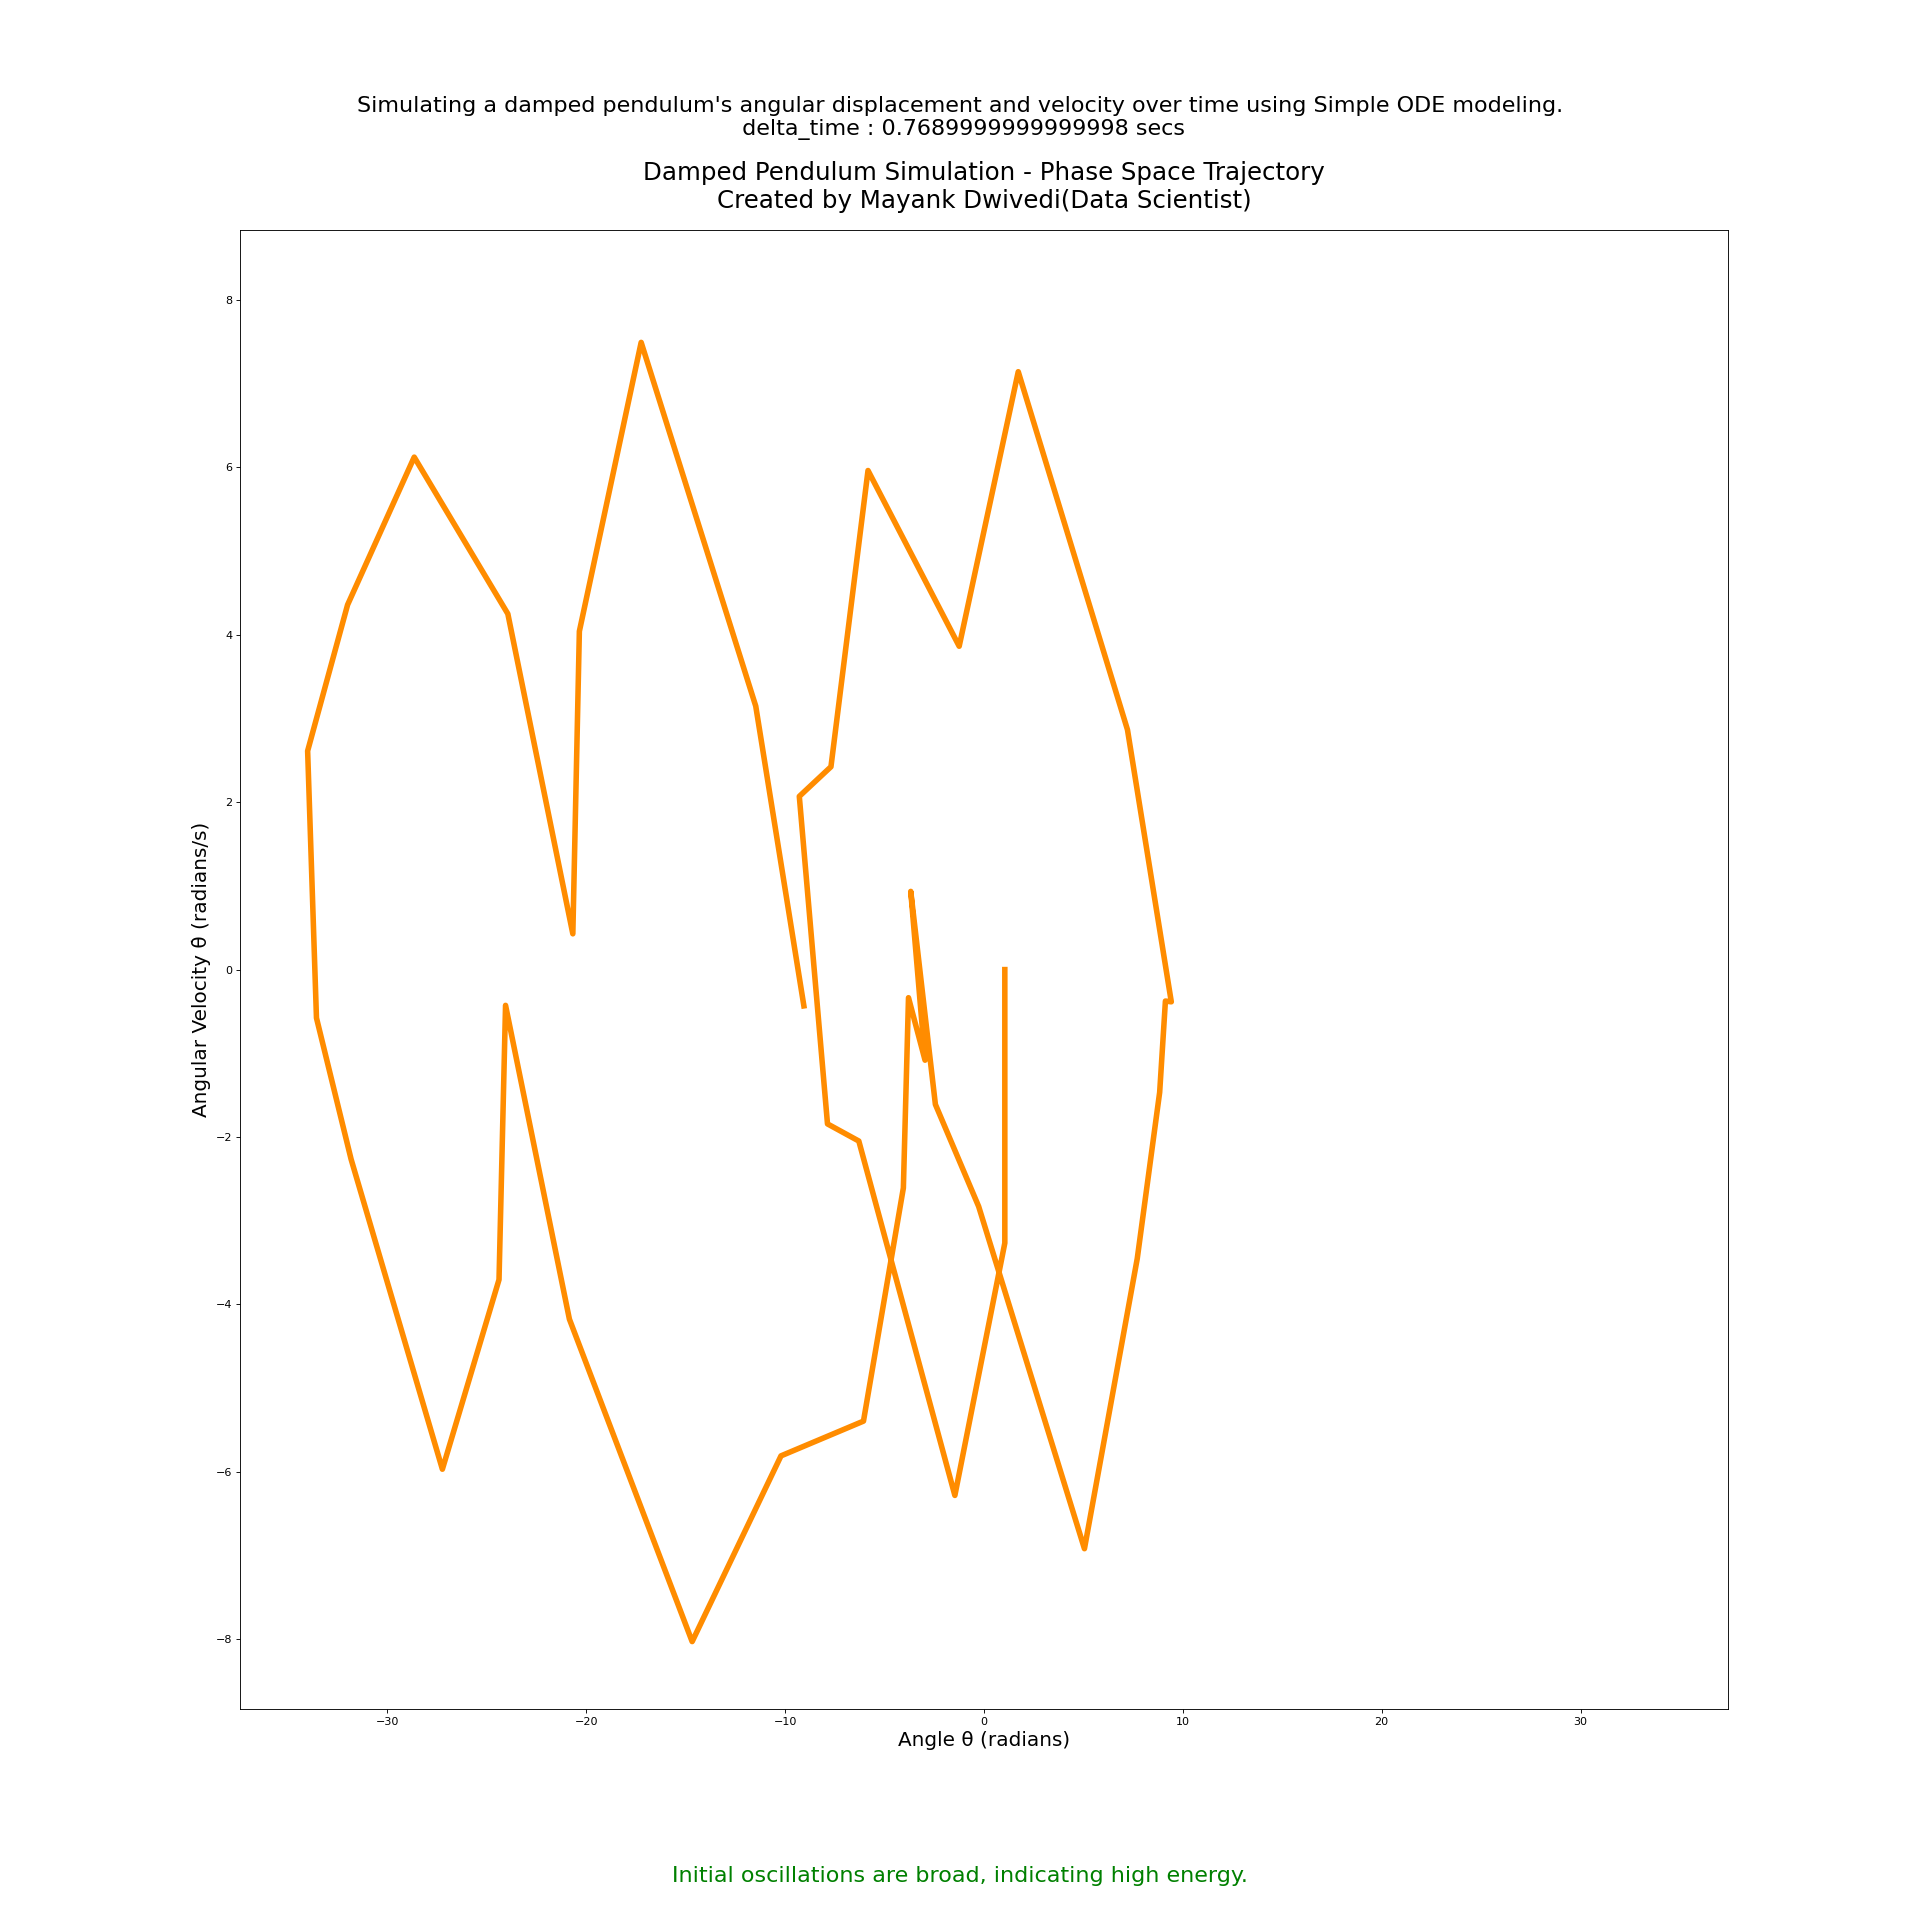 Simulating a damped pendulum's angular displacement and velocity over time using Simple ODE modeling.
delta_time : 0.7689999999999998 secs
Damped Pendulum Simulation - Phase Space Trajectory
Created by Mayank Dwivedi(Data Scientist)
Angular Velocity θ (radians/s)
8
6
4
2
0
−2
−4
−6
−8
−30
−20
−10
0
10
20
30
Angle θ (radians)
Initial oscillations are broad, indicating high energy.